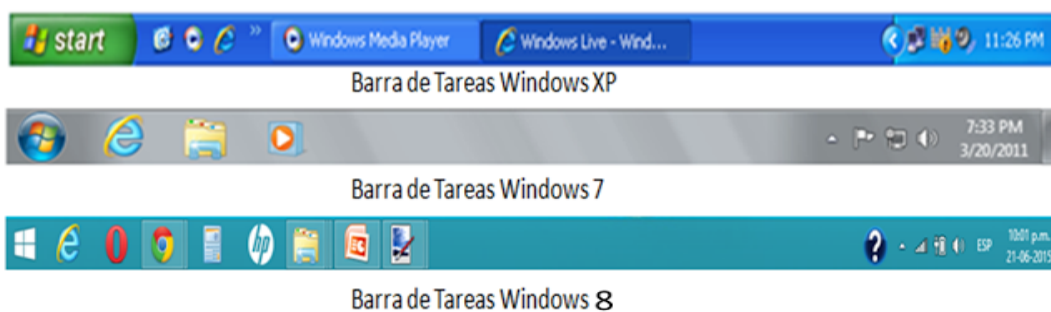 start » Windows Media Player Windows Live - Wind... 11:26 PM
Barra de Tareas Windows XP
7:33 PM
3/20/2011
Barra de Tareas Windows 7
hp ? ESP 10:01 p.m.
21-06-2015
Barra de Tareas Windows 8